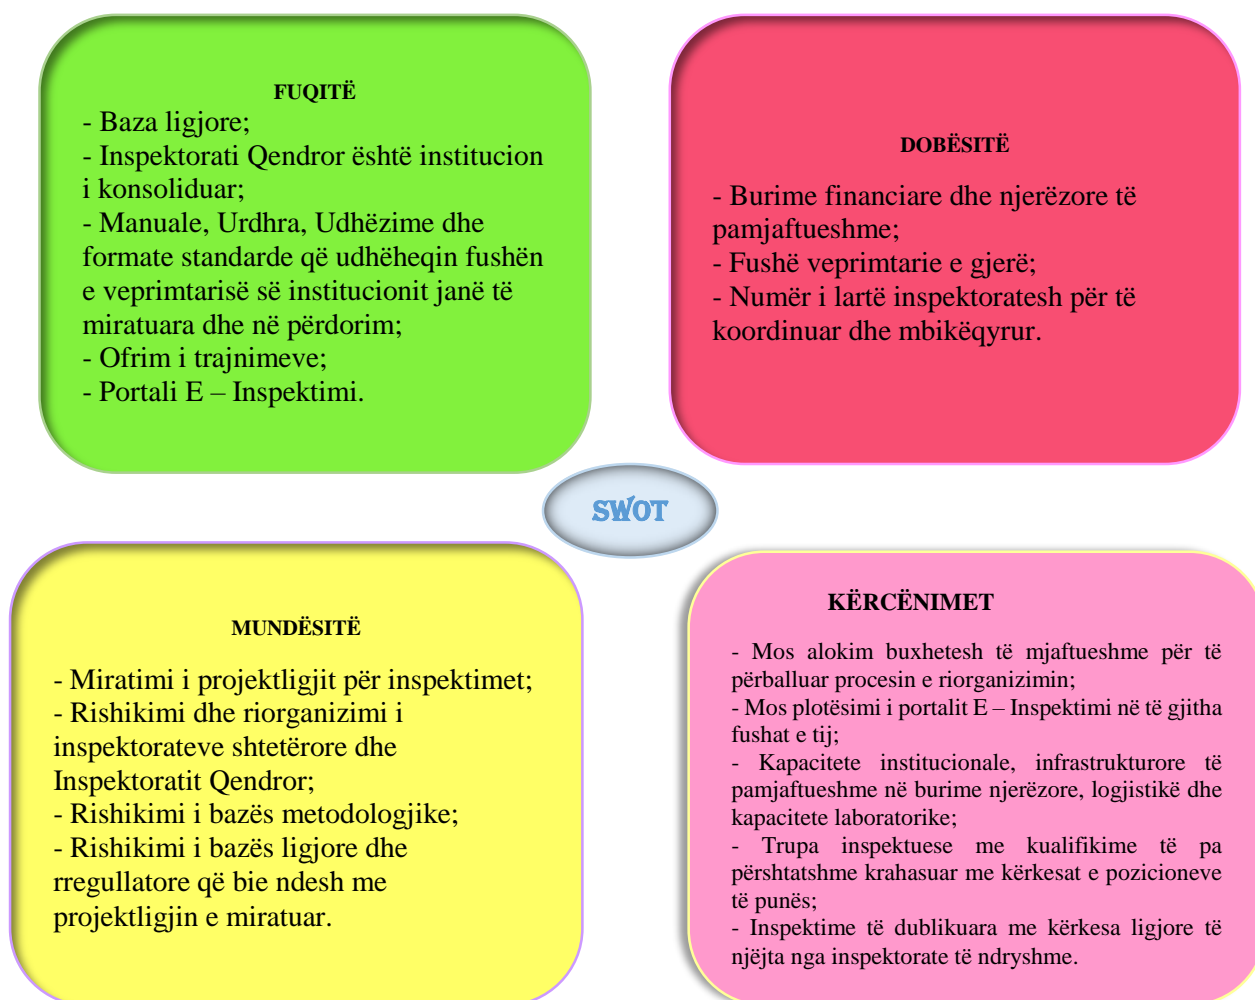 FUQITË
- Baza ligjore;
- Inspektorati Qendror është institucion
i konsoliduar;
- Manuale, Urdhra, Udhëzime dhe
formate standarde që udhëheqin fushën
e veprimtarisë së institucionit janë të
miratuara dhe në përdorim;
- Ofrim i trajnimeve;
- Portali E – Inspektimi.
DOBËSITË
- Burime financiare dhe njerëzore të
pamjaftueshme;
- Fushë veprimtarie e gjerë;
- Numër i lartë inspektoratesh për të
koordinuar dhe mbikëqyrur.
SWOT
MUNDËSITË
- Miratimi i projektligjit për inspektimet;
- Rishikimi dhe riorganizimi i
inspektorateve shtetërore dhe
Inspektoratit Qendror;
- Rishikimi i bazës metodologjike;
- Rishikimi i bazës ligjore dhe
rregullatore që bie ndesh me
projektligjin e miratuar.
KËRCËNIMET
- Mos alokim buxhetesh të mjaftueshme për të
përballuar procesin e riorganizimin;
- Mos plotësimi i portalit E – Inspektimi në të gjitha
fushat e tij;
- Kapacitete institucionale, infrastrukturore të
pamjaftueshme në burime njerëzore, logjistikë dhe
kapacitete laboratorike;
- Trupa inspektuese me kualifikime të pa
përshtatshme krahasuar me kërkesat e pozicioneve
të punës;
- Inspektime të dublikuara me kërkesa ligjore të
njëjta nga inspektorate të ndryshme.